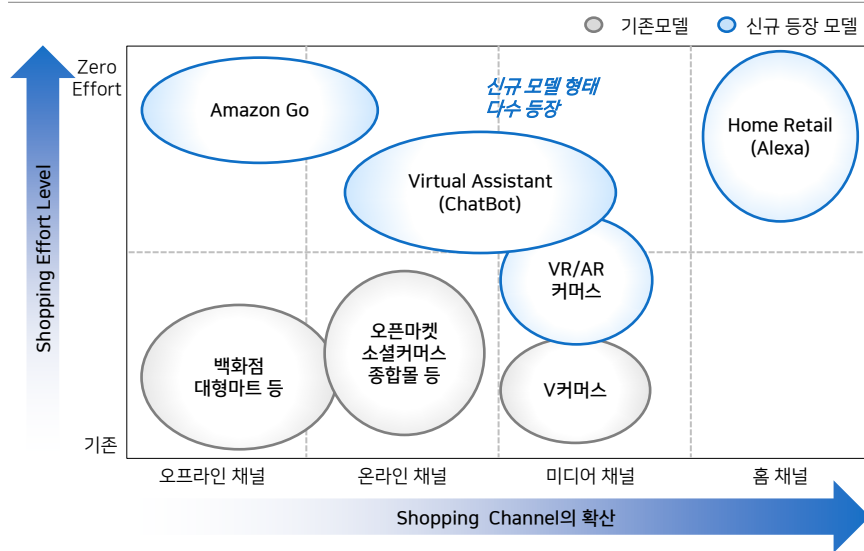 기존모델
신규 등장 모델
Zero
Effort
Amazon Go
신규 모델 형태
다수 등장
Home Retail
(Alexa)
Virtual Assistant
(ChatBot)
Shopping Effort Level
VR/AR
커머스
오픈마켓
소셜커머스
종합몰 등
백화점
대형마트 등
V커머스
기존
오프라인 채널
온라인 채널
미디어 채널
홈 채널
Shopping Channel의 확산